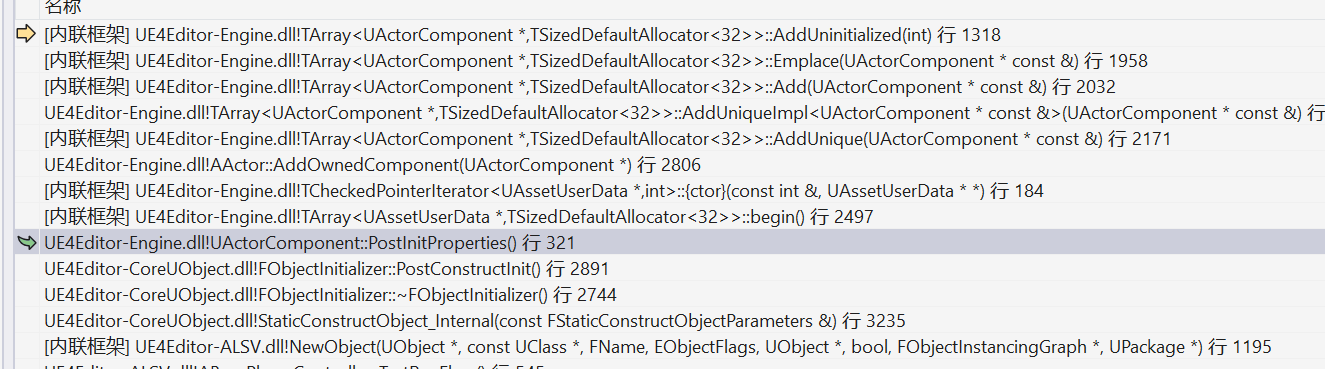 名称
[内联框架] UE4Editor-Engine.dll!TArray<UActorComponent *,TSizedDefaultAllocator<32>>::AddUninitialized(int) 行 1318
[内联框架] UE4Editor-Engine.dll!TArray<UActorComponent *,TSizedDefaultAllocator<32>>::Emplace(UActorComponent * const &) 行 1958
[内联框架] UE4Editor-Engine.dll!TArray<UActorComponent *,TSizedDefaultAllocator<32>>::Add(UActorComponent * const &) 行 2032
UE4Editor-Engine.dll!TArray<UActorComponent *,TSizedDefaultAllocator<32>>::AddUniqueImpl<UActorComponent * const &>(UActorComponent * const &) 行
[内联框架] UE4Editor-Engine.dll!TArray<UActorComponent *,TSizedDefaultAllocator<32>>::AddUnique(UActorComponent * const &) 行 2171
UE4Editor-Engine.dll!AActor::AddOwnedComponent(UActorComponent *) 行 2806
[内联框架] UE4Editor-Engine.dll!TCheckedPointerIterator<UAssetUserData *,int>::{ctor}(const int &, UAssetUserData * *) 行 184
[内联框架] UE4Editor-Engine.dll!TArray<UAssetUserData *,TSizedDefaultAllocator<32>>::begin() 行 2497
UE4Editor-Engine.dll!UActorComponent::PostInitProperties() 行 321
UE4Editor-CoreUObject.dll!FObjectInitializer::PostConstructInit() 行 2891
UE4Editor-CoreUObject.dll!FObjectInitializer::~FObjectInitializer() 行 2744
UE4Editor-CoreUObject.dll!StaticConstructObject_Internal(const FStaticConstructObjectParameters &) 行 3235
[内联框架] UE4Editor-ALSV.dll!NewObject(UObject *, const UClass *, FName, EObjectFlags, UObject *, bool, FObjectInstancingGraph *, UPackage *) 行 1195